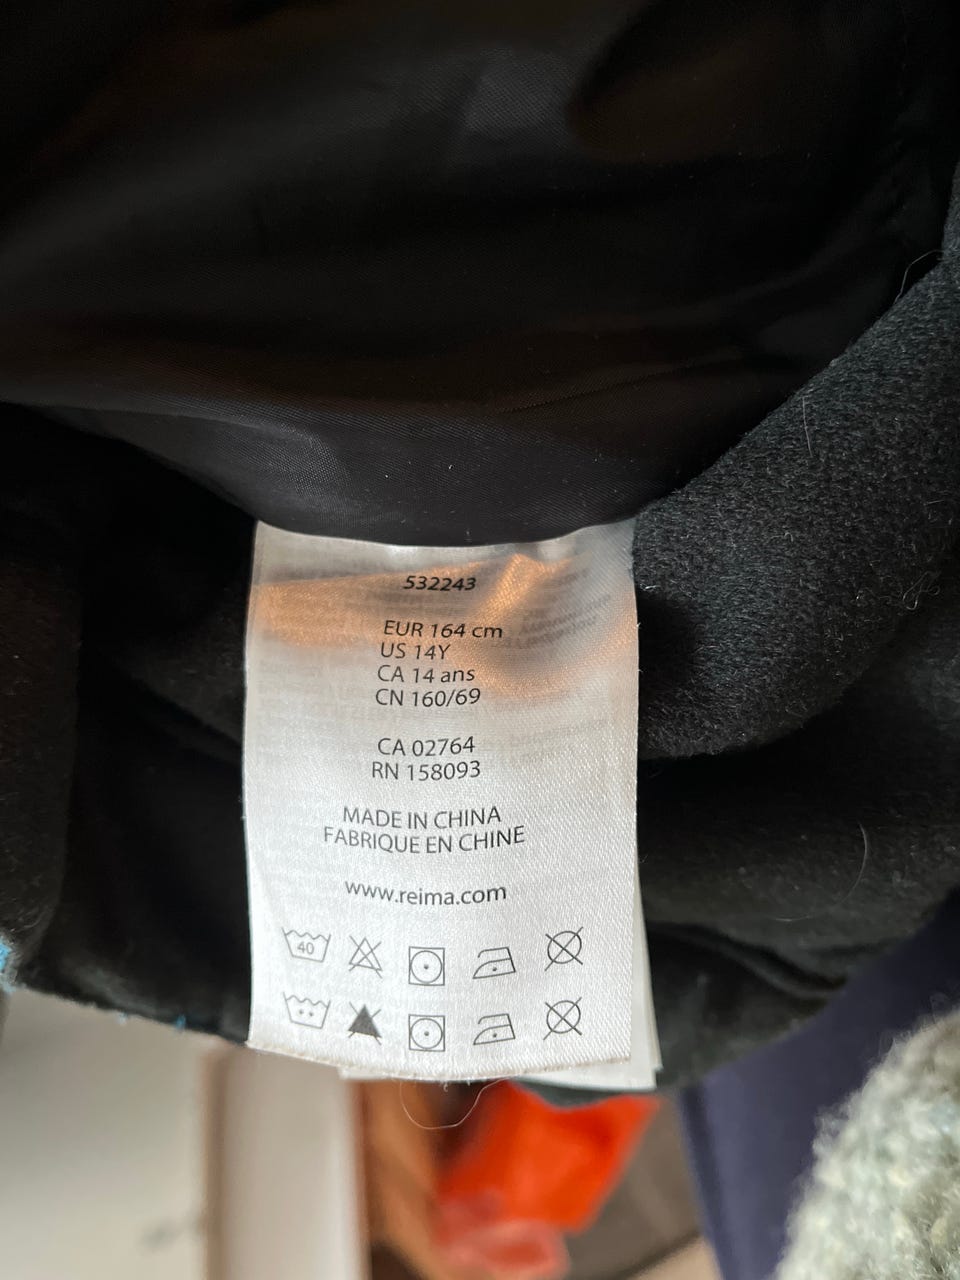 532243
EUR 164 cm
US 14Y
CA 14 ans
CN 160/69
CA 02764
RN 158093
MADE IN CHINA
FABRIQUE EN CHINE
www.reima.com
40